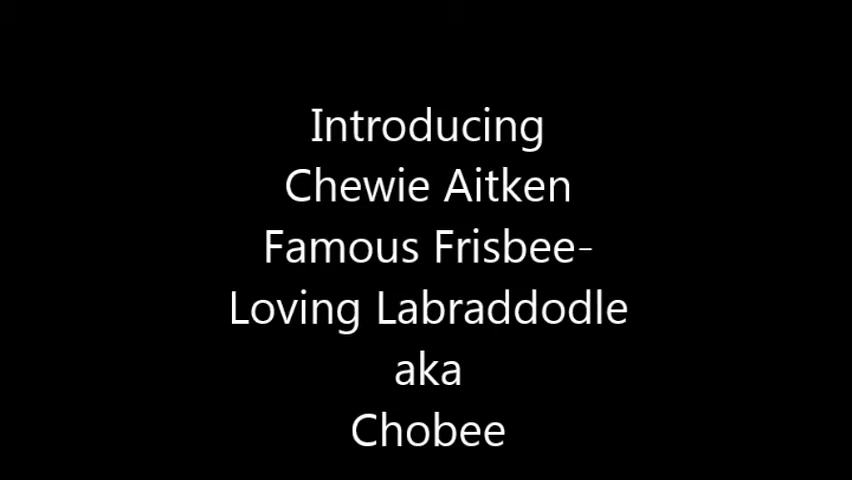 Introducing
Chewie Aitken
Famous Frisbee-
Loving Labraddodle
aka
Chobee